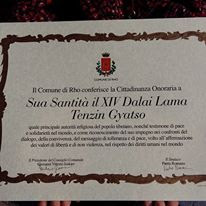 COMUNE DI RHO
Il Comune di Rho conferisce la Cittadinanza Onoraria a
Sua Santità il XIV Dalai Lama
Tenzin Gyatso
quale principale autorità religiosa del popolo tibetano, nonché testimone di pace
e solidarietà nel mondo, e come riconoscimento del suo impegno nei confronti del
dialogo, della convivenza, del messaggio di tolleranza e di affermazione dei
valori di libertà e di non violenza, nel rispetto dei diritti umani nel mondo
Il Presidente del Consiglio Comunale
Il Sindaco
Pietro Romano